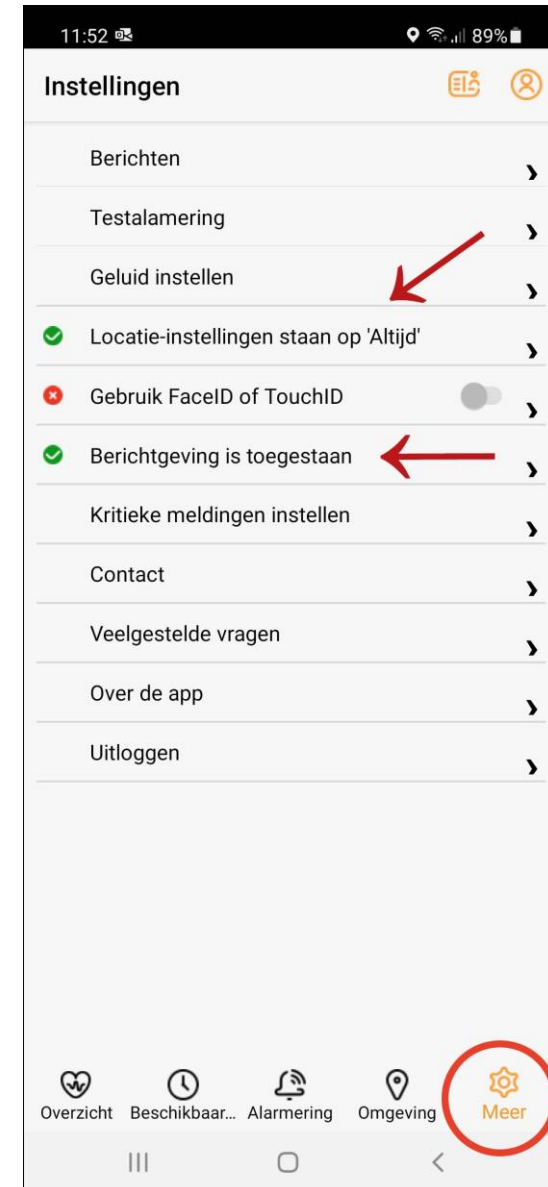 11:52 89%
Instellingen
Berichten
Testalamering
Geluid instellen
Locatie-instellingen staan op 'Altijd'
Gebruik FaceID of TouchID
Berichtgeving is toegestaan
Kritieke meldingen instellen
Contact
Veelgestelde vragen
Over de app
Uitloggen
Overzicht Beschikbaar... Alarmering Omgeving Meer